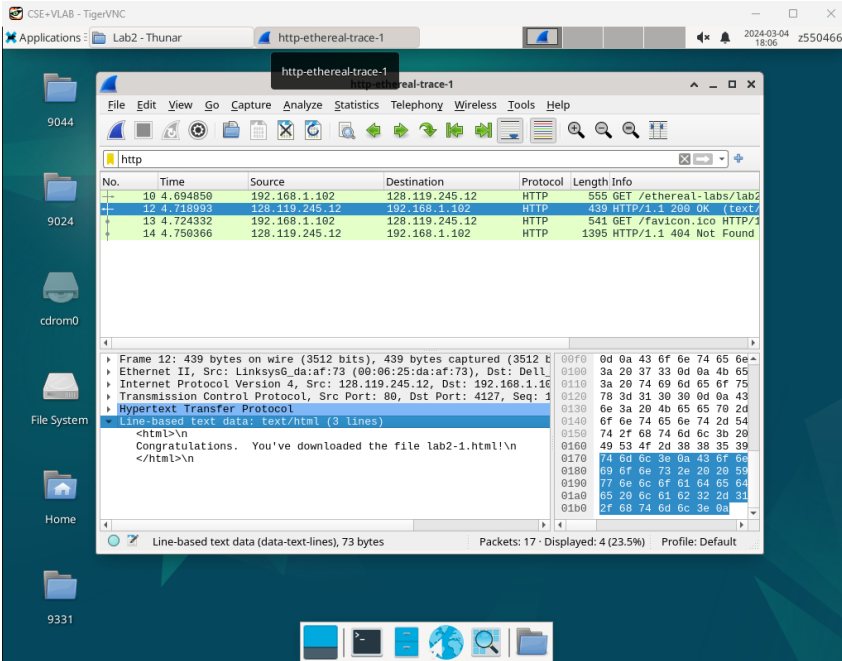 CSE+VLAB - TigerVNC
Applications Lab2 - Thunar http-ethereal-trace-1 2024-03-04 18:06 z550466
http-ethereal-trace-1
http-ethereal-trace-1
File Edit View Go Capture Analyze Statistics Telephony Wireless Tools Help
http
No. Time Source Destination Protocol Length Info
10 4.694850 192.168.1.102 128.119.245.12 HTTP 555 GET /ethereal-labs/lab2
12 4.718993 128.119.245.12 192.168.1.102 HTTP 439 HTTP/1.1 200 OK (text/
13 4.724332 192.168.1.102 128.119.245.12 HTTP 541 GET /favicon.ico HTTP/1
14 4.750366 128.119.245.12 192.168.1.102 HTTP 1395 HTTP/1.1 404 Not Found
Frame 12: 439 bytes on wire (3512 bits), 439 bytes captured (3512 b
Ethernet II, Src: LinksysG_da:af:73 (00:06:25:da:af:73), Dst: Dell_
Internet Protocol Version 4, Src: 128.119.245.12, Dst: 192.168.1.10
Transmission Control Protocol, Src Port: 80, Dst Port: 4127, Seq: 1
Hypertext Transfer Protocol
Line-based text data: text/html (3 lines)
<html>\n
Congratulations. You've downloaded the file lab2-1.html!\n
</html>\n
00f0 0d 0a 43 6f 6e 74 65 6e
0100 3a 20 37 33 0d 0a 4b 65
0110 3a 20 74 69 6d 65 6f 75
0120 78 3d 31 30 30 0d 0a 43
0130 6e 3a 20 4b 65 65 70 2d
0140 6f 6e 74 65 6e 74 2d 54
0150 74 2f 68 74 6d 6c 3b 20
0160 49 53 4f 2d 38 38 35 39
0170 74 6d 6c 3e 0a 43 6f 6e
0180 69 6f 6e 73 2e 20 20 59
0190 77 6e 6c 6f 61 64 65 64
01a0 65 20 6c 61 62 32 2d 31
01b0 2f 68 74 6d 6c 3e 0a
Line-based text data (data-text-lines), 73 bytes Packets: 17 · Displayed: 4 (23.5%) Profile: Default
9044
9024
cdrom0
File System
Home
9331